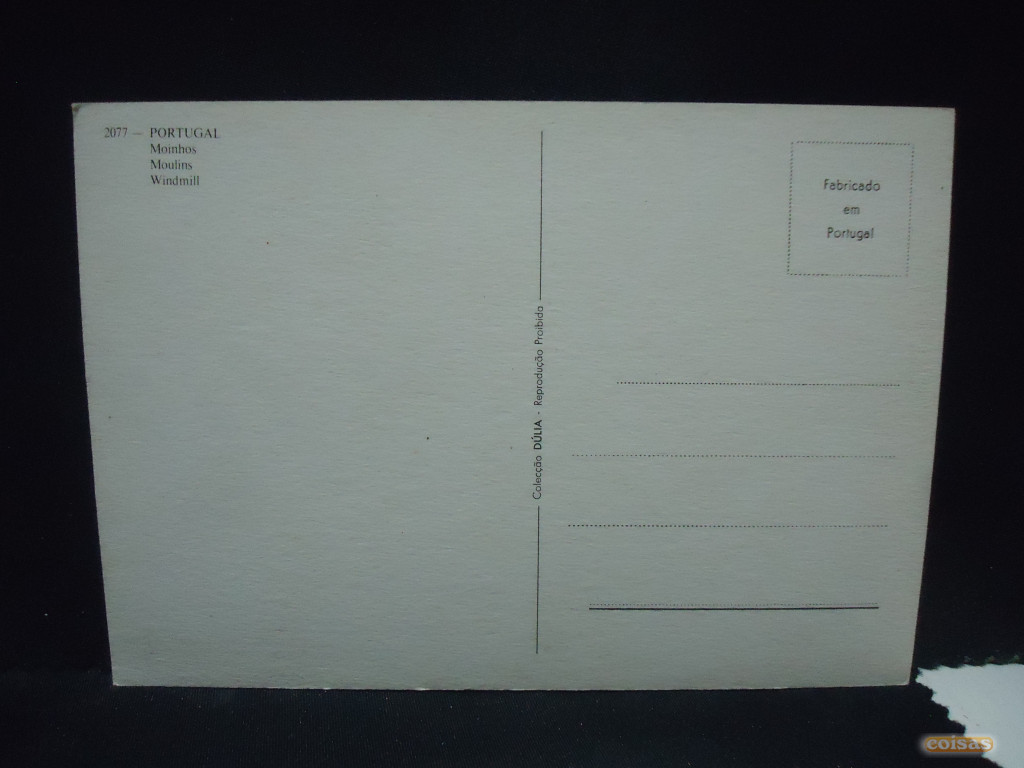 2077 — PORTUGAL
Moinhos
Moulins
Windmill
Colecção DÚLIA - Reprodução Proibida
Fabricado
em
Portugal
coisas